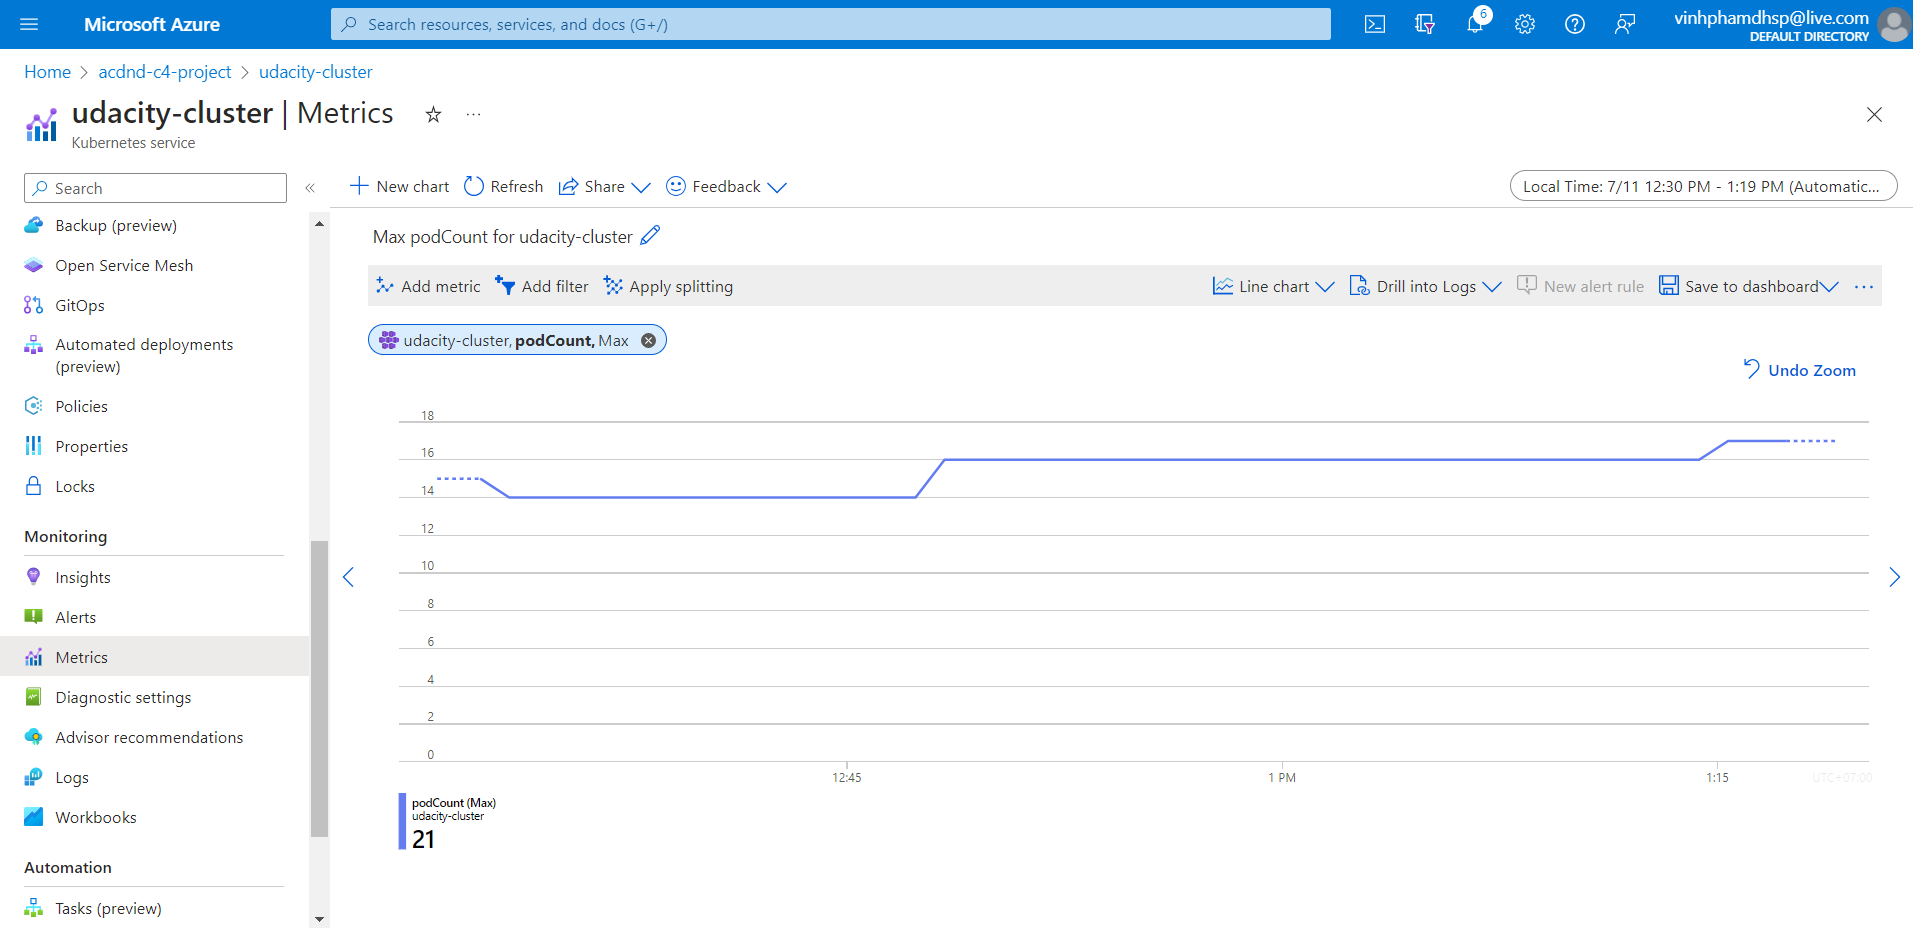 Microsoft Azure
Search resources, services, and docs (G+/)
6
vinhphamdhsp@live.com
DEFAULT DIRECTORY
Home
acdnd-c4-project
udacity-cluster
udacity-cluster | Metrics
Kubernetes service
Search
Backup (preview)
Open Service Mesh
GitOps
Automated deployments
(preview)
Policies
Properties
Locks
Monitoring
Insights
Alerts
Metrics
Diagnostic settings
Advisor recommendations
Logs
Workbooks
Automation
Tasks (preview)
New chart
Refresh
Share
Feedback
Local Time: 7/11 12:30 PM - 1:19 PM (Automatic...
Max podCount for udacity-cluster
Add metric
Add filter
Apply splitting
Line chart
Drill into Logs
New alert rule
Save to dashboard
udacity-cluster, podCount, Max
Undo Zoom
18
16
14
12
10
8
6
4
2
0
12:45
1 PM
1:15
UTC+07:00
podCount (Max)
udacity-cluster
21